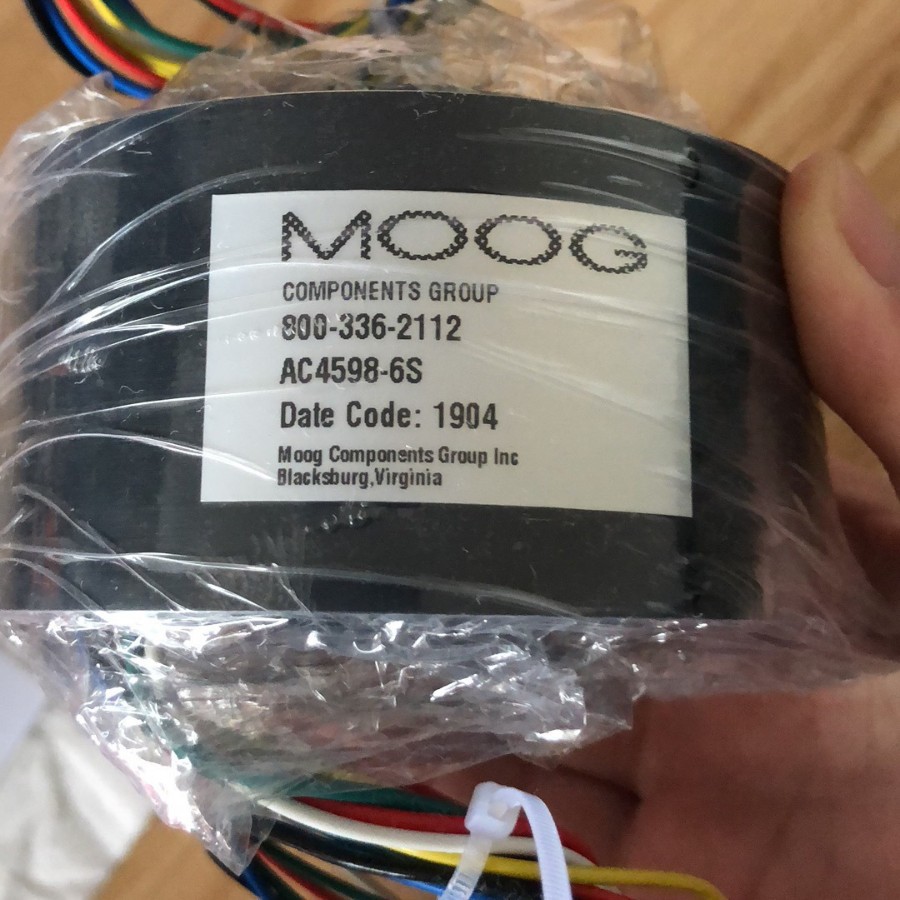 MOOG
COMPONENTS GROUP
800-336-2112
AC4598-6S
Date Code: 1904
Moog Components Group Inc
Blacksburg,Virginia